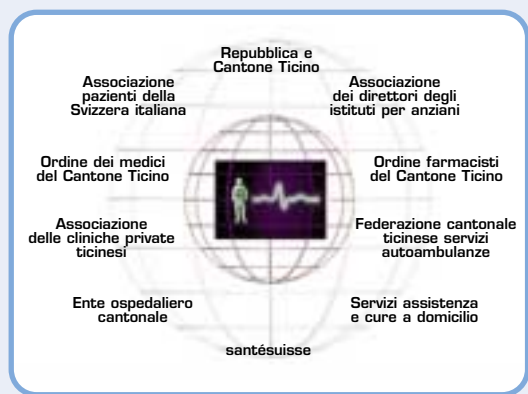 Repubblica e
Cantone Ticino
Associazione
pazienti della
Svizzera italiana
Associazione
dei direttori degli
istituti per anziani
Ordine dei medici
del Cantone Ticino
Ordine farmacisti
del Cantone Ticino
Associazione
delle cliniche private
ticinesi
Federazione cantonale
ticinese servizi
autoambulanze
Ente ospedaliero
cantonale
Servizi assistenza
e cure a domicilio
santésuisse